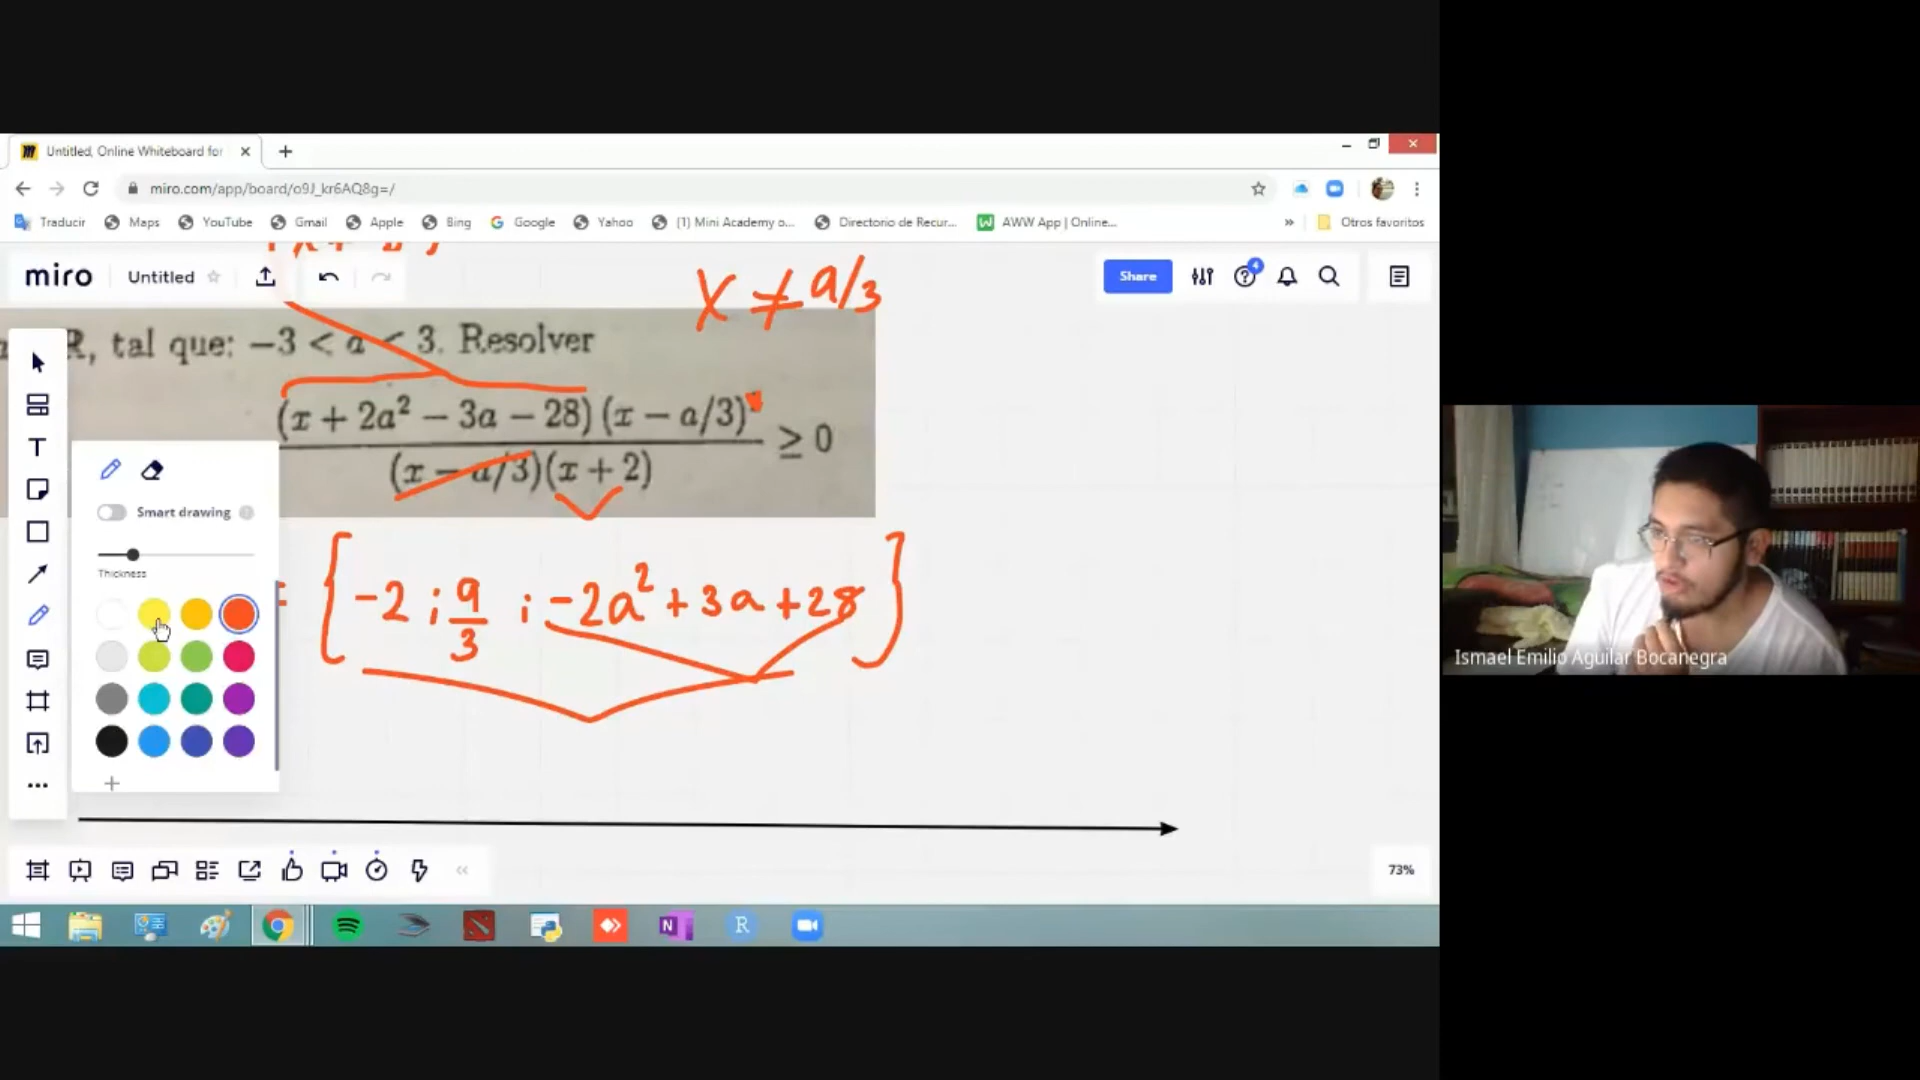 Untitled, Online Whiteboard for
miro.com/app/board/o9J_kr6AQ8g=/
Traducir Maps YouTube Gmail Apple Bing Google Yahoo (1) Mini Academy o... Directorio de Recur... AWW App | Online... » Otros favoritos
miro Untitled Share 4
x ≠ a/3
R, tal que: −3 < a < 3. Resolver
(x + 2a² − 3a − 28) (x − a/3)
≥ 0
(x − a/3)(x + 2)
Smart drawing
Thickness
{ -2 ; a/3 ; -2a² + 3a + 28 }
Ismael Emilio Aguilar Bocanegra
73%